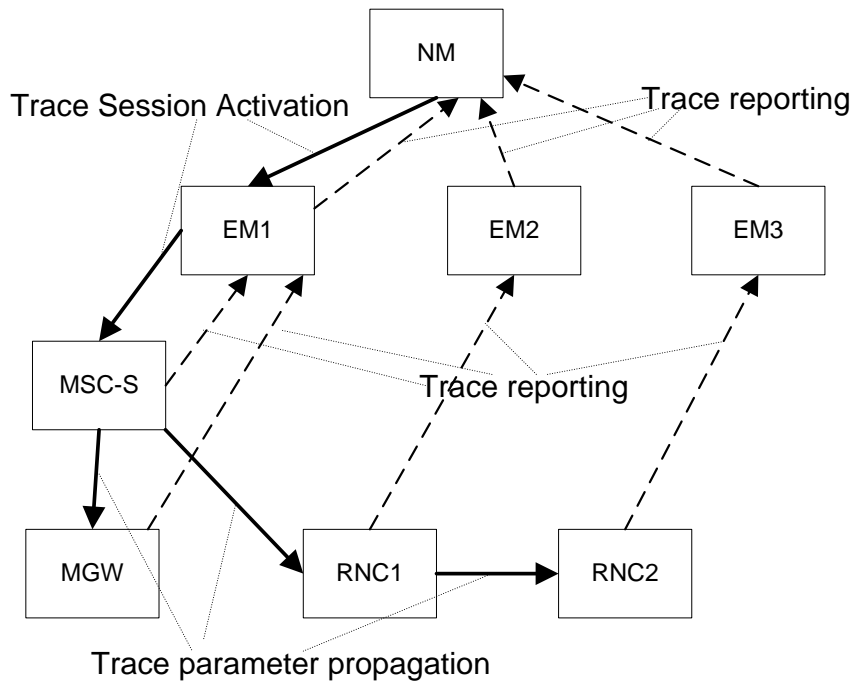 NM
Trace Session Activation
Trace reporting
EM1
EM2
EM3
MSC-S
Trace reporting
MGW
RNC1
RNC2
Trace parameter propagation